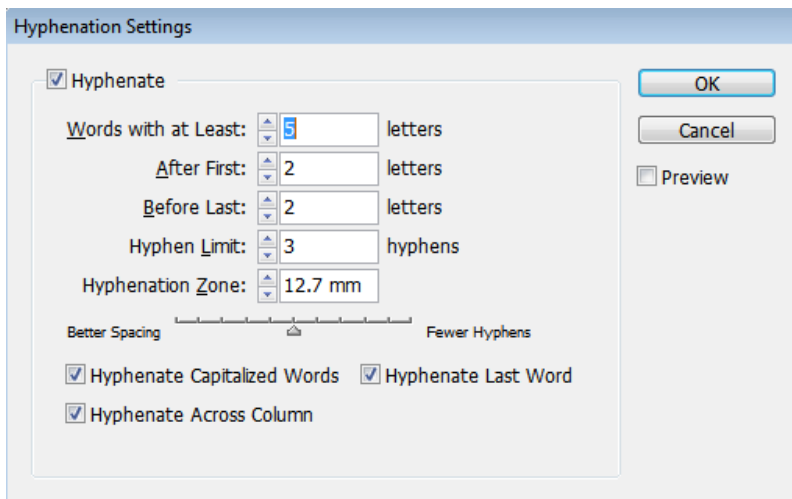 Hyphenation Settings
Hyphenate
OK
Words with at Least: 5 letters
Cancel
After First: 2 letters
Preview
Before Last: 2 letters
Hyphen Limit: 3 hyphens
Hyphenation Zone: 12.7 mm
Better Spacing Fewer Hyphens
Hyphenate Capitalized Words Hyphenate Last Word
Hyphenate Across Column